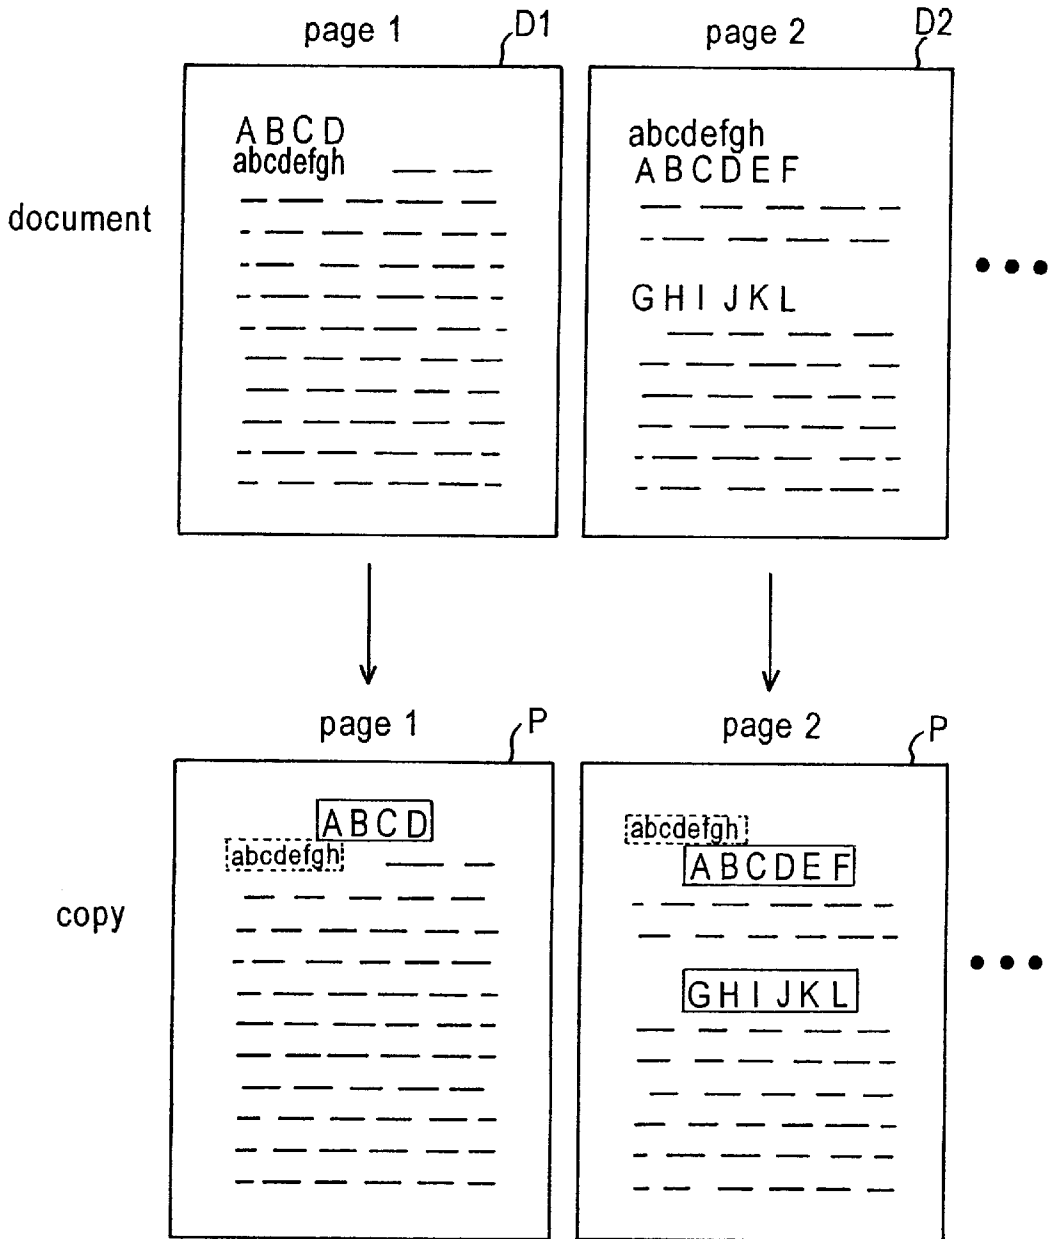 page 1
D1
page 2
D2
document
A B C D
abcdefgh
abcdefgh
A B C D E F
G H I J K L
page 1
P
page 2
P
copy
A B C D
abcdefgh
abcdefgh
A B C D E F
G H I J K L